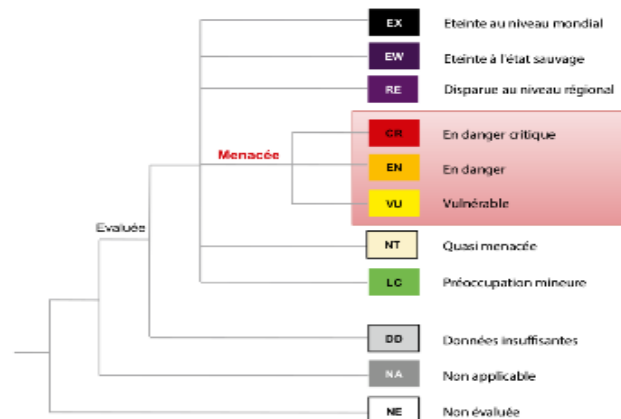 EX Eteinte au niveau mondial
EW Eteinte à l'état sauvage
RE Disparue au niveau régional
CR En danger critique
Menacée
EN En danger
VU Vulnérable
Evaluée
NT Quasi menacée
LC Préoccupation mineure
DD Données insuffisantes
NA Non applicable
NE Non évaluée